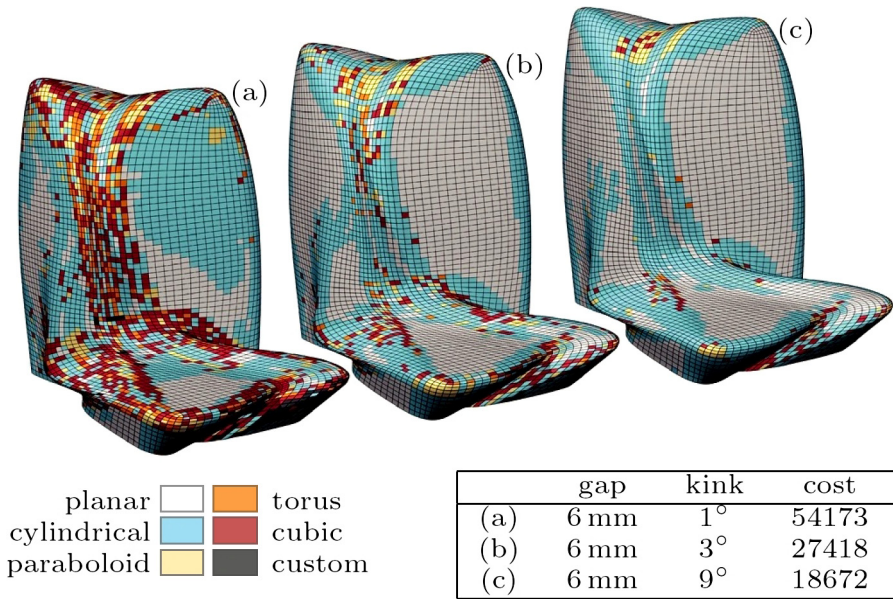 (a)
(b)
(c)
planar
torus
cylindrical
cubic
paraboloid
custom
gap kink cost
(a) 6 mm 1° 54173
(b) 6 mm 3° 27418
(c) 6 mm 9° 18672